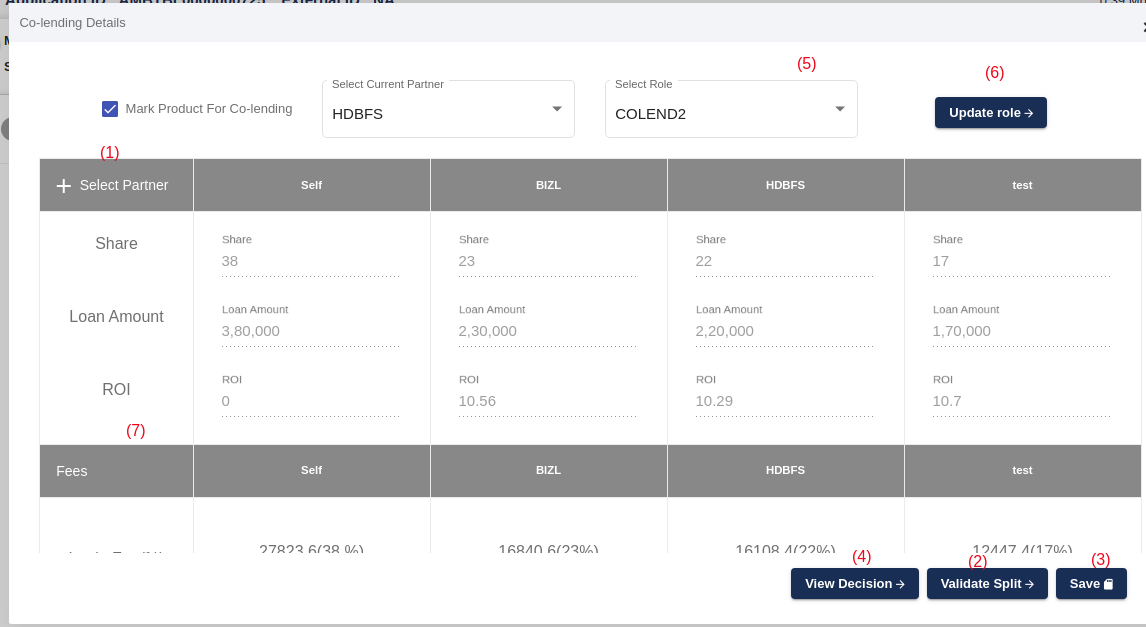 Application ID
External ID NA
Co-lending Details
(5)
(6)
Select Current Partner
Select Role
Mark Product For Co-lending
HDBFS
COLEND2
Update role →
(1)
+ Select Partner Self BIZL HDBFS test
Share Share Share Share Share
38 23 22 17
Loan Amount Loan Amount Loan Amount Loan Amount Loan Amount
3,80,000 2,30,000 2,20,000 1,70,000
ROI ROI ROI ROI ROI
0 10.56 10.29 10.7
(7)
Fees Self BIZL HDBFS test
27823.6(38 %) 16840.6(23%) 16108.4(22%) 12447.4(17%)
(4) (2) (3)
View Decision → Validate Split → Save